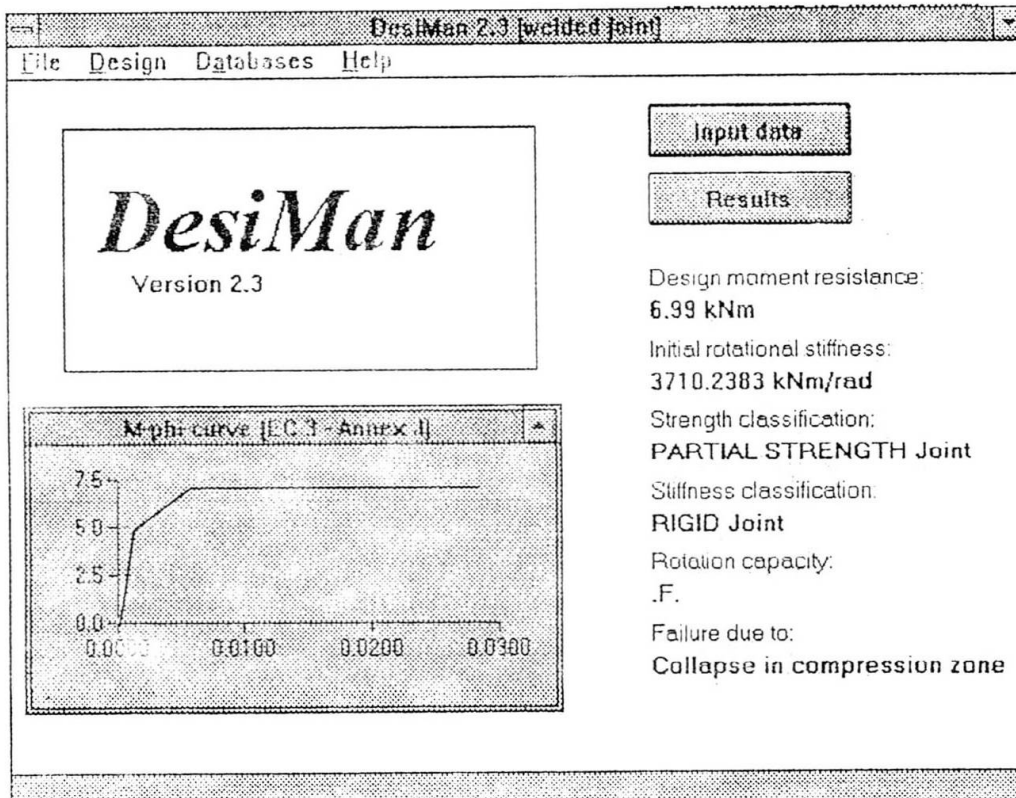 DesiMan 2.3 [welded joint]
File Design Databases Help
DesiMan
Version 2.3
Input data
Results
Design moment resistance:
6.99 kNm
Initial rotational stiffness:
3710.2383 kNm/rad
Strength classification:
PARTIAL STRENGTH Joint
Stiffness classification:
RIGID Joint
Rotation capacity:
.F.
Failure due to:
Collapse in compression zone
M-phi curve [EC 3 - Annex J]
7.5
5.0
2.5
0.0
0.0000 0.0100 0.0200 0.0300